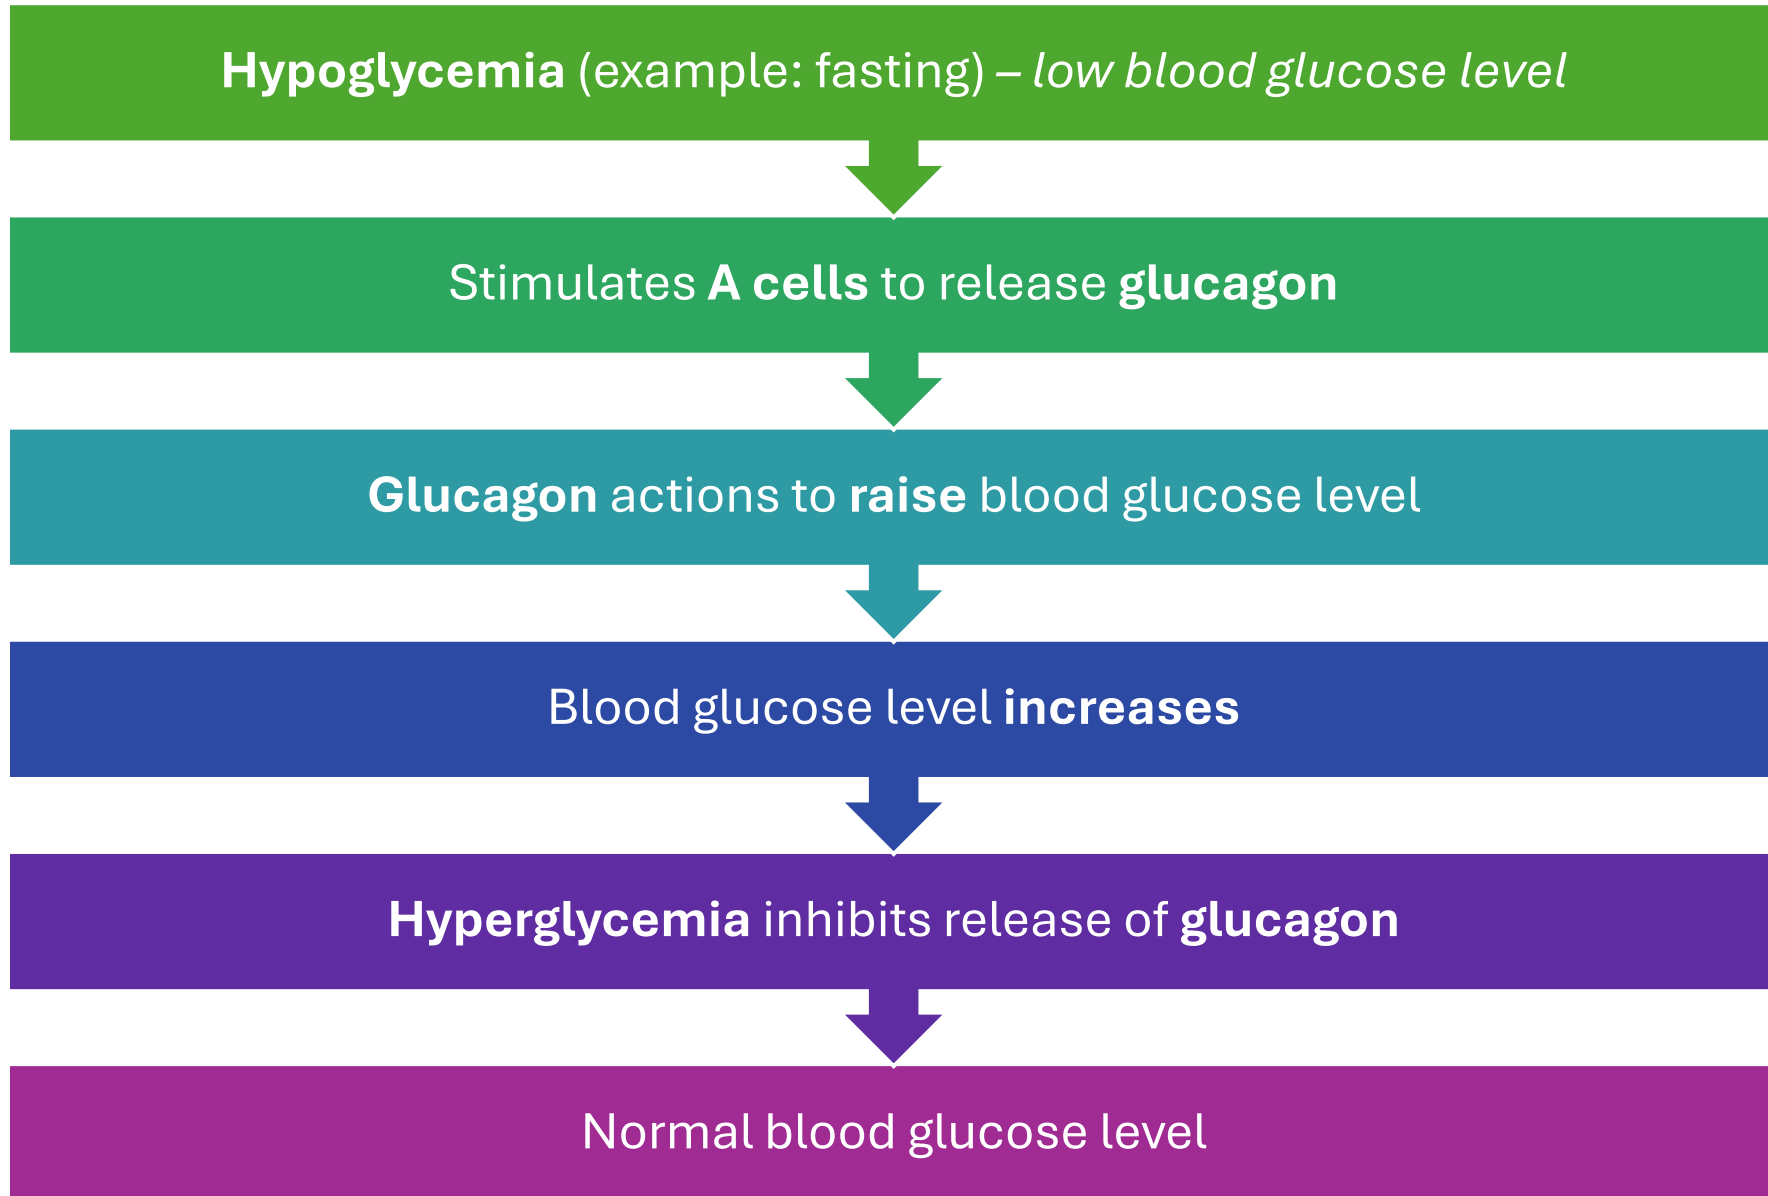 Hypoglycemia (example: fasting) – low blood glucose level
Stimulates A cells to release glucagon
Glucagon actions to raise blood glucose level
Blood glucose level increases
Hyperglycemia inhibits release of glucagon
Normal blood glucose level